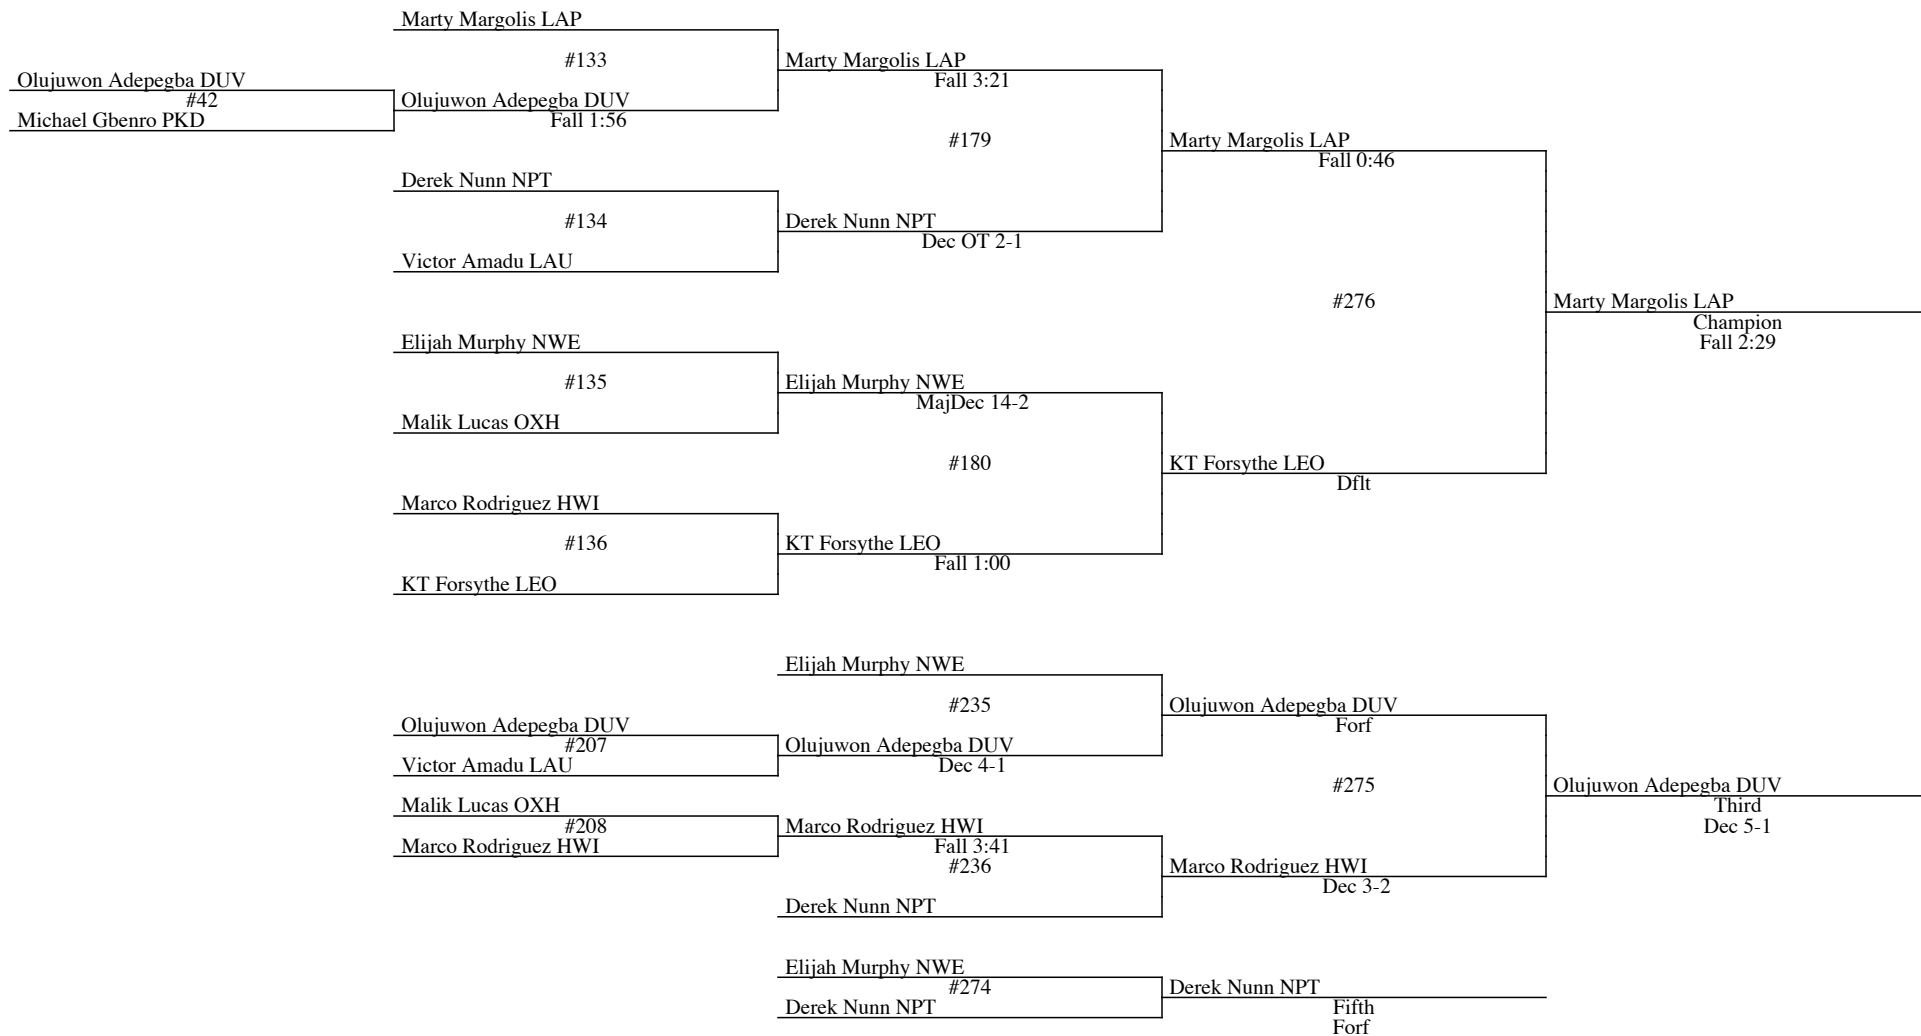 Marty Margolis LAP
#133
Marty Margolis LAP
Fall 3:21
Olujuwon Adepegba DUV
#42
Michael Gbenro PKD
Olujuwon Adepegba DUV
Fall 1:56
#179
Marty Margolis LAP
Fall 0:46
Derek Nunn NPT
#134
Derek Nunn NPT
Dec OT 2-1
Victor Amadu LAU
#276
Marty Margolis LAP
Champion
Fall 2:29
Elijah Murphy NWE
#135
Elijah Murphy NWE
MajDec 14-2
Malik Lucas OXH
#180
KT Forsythe LEO
Dflt
Marco Rodriguez HWI
#136
KT Forsythe LEO
Fall 1:00
KT Forsythe LEO
Elijah Murphy NWE
#235
Olujuwon Adepegba DUV
Forf
Olujuwon Adepegba DUV
#207
Victor Amadu LAU
Olujuwon Adepegba DUV
Dec 4-1
#275
Olujuwon Adepegba DUV
Third
Dec 5-1
Malik Lucas OXH
#208
Marco Rodriguez HWI
Marco Rodriguez HWI
Fall 3:41
#236
Marco Rodriguez HWI
Dec 3-2
Derek Nunn NPT
Elijah Murphy NWE
#274
Derek Nunn NPT
Derek Nunn NPT
Fifth
Forf